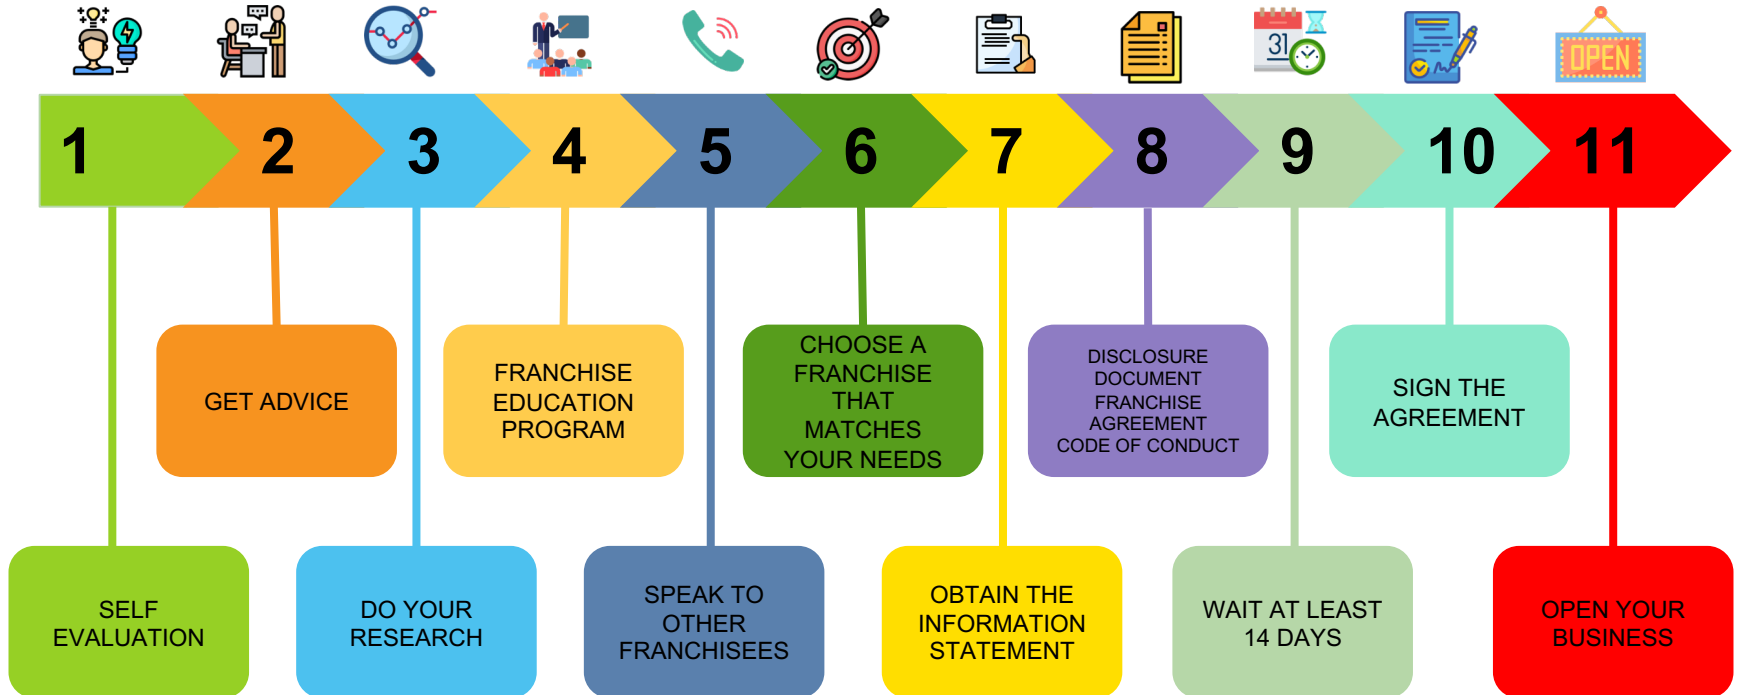 31
OPEN
1
2
3
4
5
6
7
8
9
10
11
GET ADVICE
FRANCHISE
EDUCATION
PROGRAM
CHOOSE A
FRANCHISE
THAT
MATCHES
YOUR NEEDS
DISCLOSURE
DOCUMENT
FRANCHISE
AGREEMENT
CODE OF CONDUCT
SIGN THE
AGREEMENT
SELF
EVALUATION
DO YOUR
RESEARCH
SPEAK TO
OTHER
FRANCHISEES
OBTAIN THE
INFORMATION
STATEMENT
WAIT AT LEAST
14 DAYS
OPEN YOUR
BUSINESS